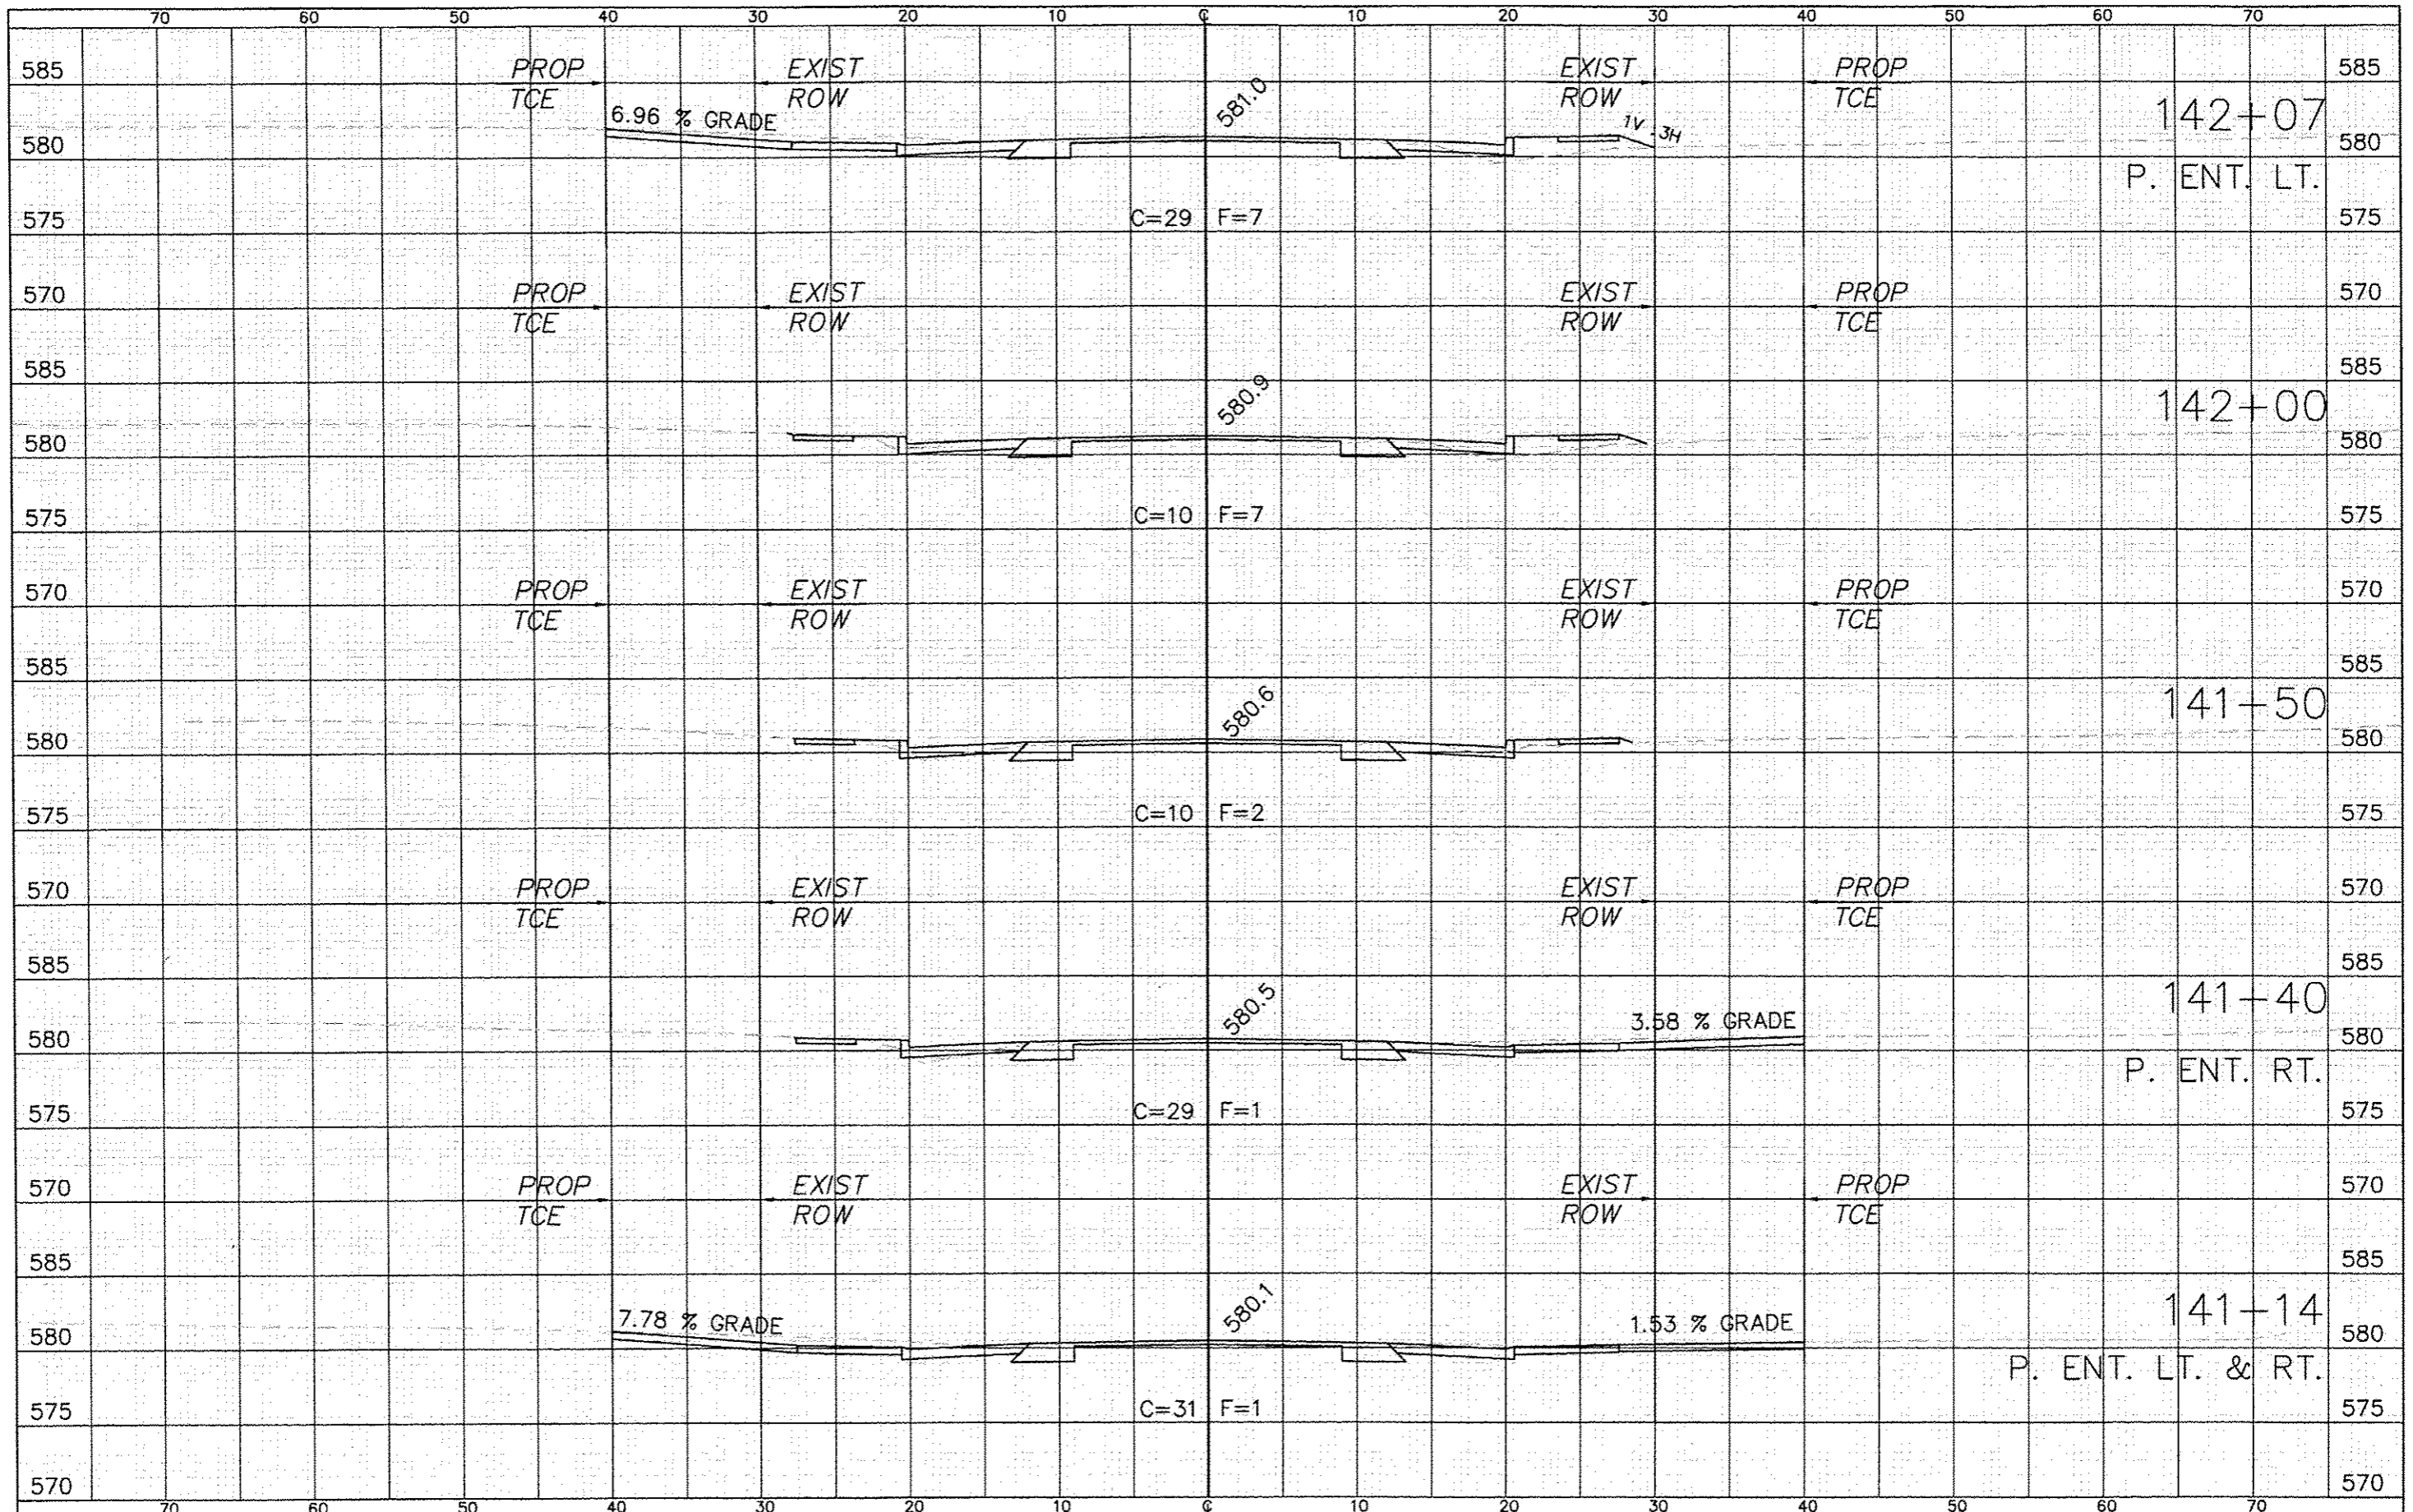 70 60 50 40 30 20 10 ℄ 10 20 30 40 50 60 70
PROP EXIST EXIST PROP
585 585
TCE ROW ROW TCE
6.96 % GRADE 581.0 1V :3H 142+07
580 580
P. ENT. LT.
575 C=29 F=7 575
PROP EXIST EXIST PROP
570 570
TCE ROW ROW TCE
585 585
580.9 142+00
580 580
575 C=10 F=7 575
PROP EXIST EXIST PROP
570 570
TCE ROW ROW TCE
585 585
580.6 141+50
580 580
575 C=10 F=2 575
PROP EXIST EXIST PROP
570 570
TCE ROW ROW TCE
585 585
580.5 3.58 % GRADE 141+40
580 580
P. ENT. RT.
575 C=29 F=1 575
PROP EXIST EXIST PROP
570 570
TCE ROW ROW TCE
585 585
7.78 % GRADE 580.1 1.53 % GRADE 141+14
580 580
P. ENT. LT. & RT.
575 C=31 F=1 575
570 570
70 60 50 40 30 20 10 ℄ 10 20 30 40 50 60 70